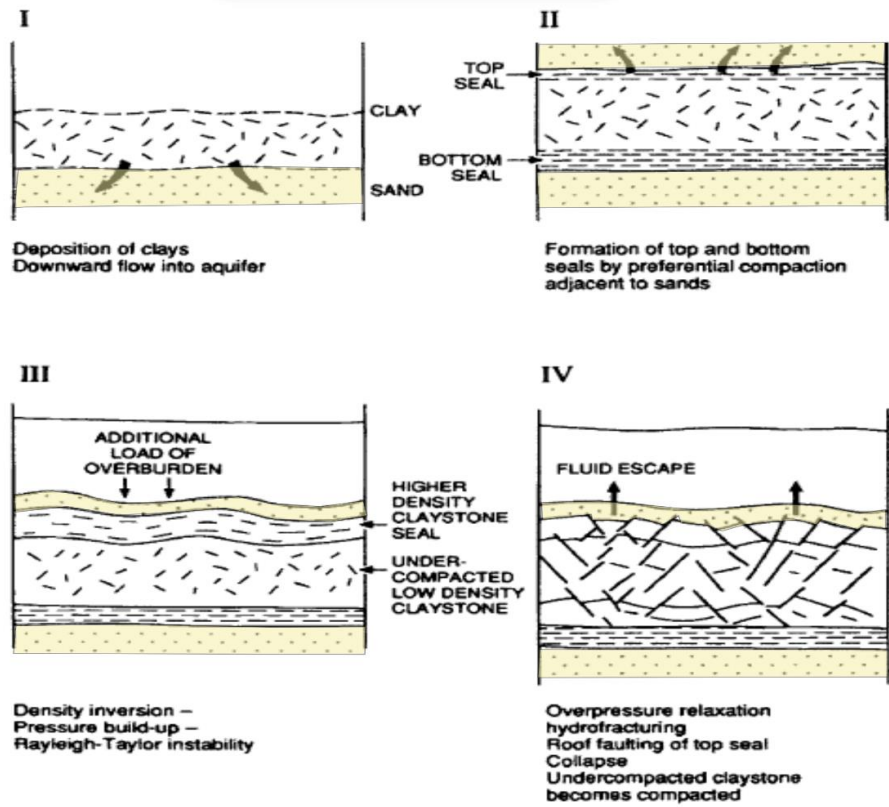 I
CLAY
SAND
Deposition of clays
Downward flow into aquifer
II
TOP
SEAL
BOTTOM
SEAL
Formation of top and bottom
seals by preferential compaction
adjacent to sands
III
ADDITIONAL
LOAD OF
OVERBURDEN
HIGHER
DENSITY
CLAYSTONE
SEAL
UNDER-
COMPACTED
LOW DENSITY
CLAYSTONE
Density inversion –
Pressure build-up –
Rayleigh-Taylor instability
IV
FLUID ESCAPE
Overpressure relaxation
hydrofracturing
Roof faulting of top seal
Collapse
Undercompacted claystone
becomes compacted